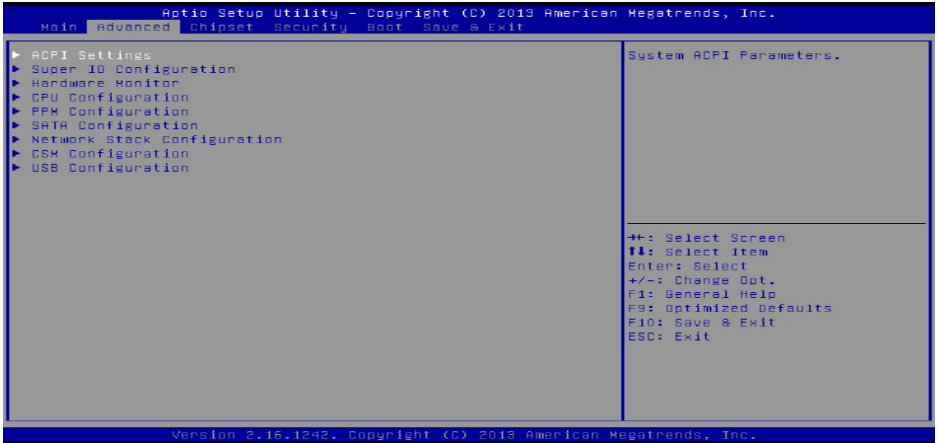 Aptio Setup Utility – Copyright (C) 2013 American Megatrends, Inc.
Main Advanced Chipset Security Boot Save & Exit
► ACPI Settings
► Super IO Configuration
► Hardware Monitor
► CPU Configuration
► PPM Configuration
► SATA Configuration
► Network Stack Configuration
► CSM Configuration
► USB Configuration
System ACPI Parameters.
→←: Select Screen
↑↓: Select Item
Enter: Select
+/-: Change Opt.
F1: General Help
F9: Optimized Defaults
F10: Save & Exit
ESC: Exit
Version 2.16.1242. Copyright (C) 2013 American Megatrends, Inc.